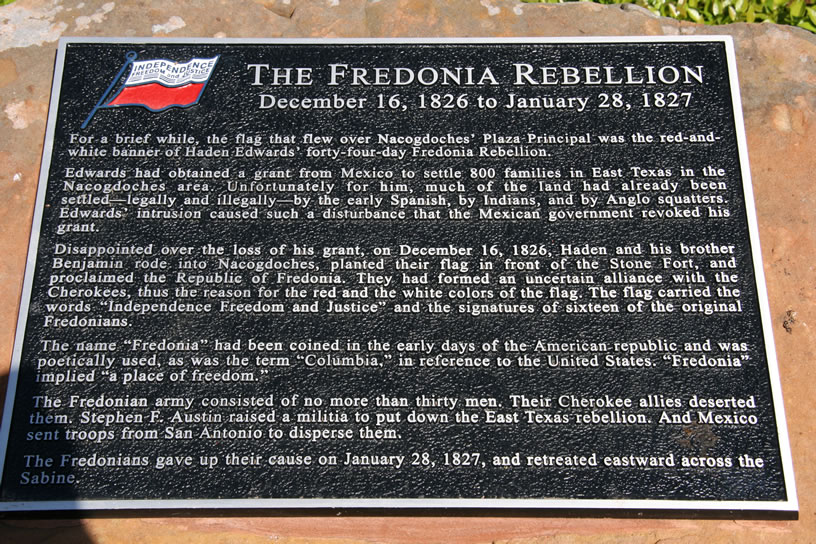 INDEPENDENCE
FREEDOM and JUSTICE
THE FREDONIA REBELLION
December 16, 1826 to January 28, 1827
For a brief while, the flag that flew over Nacogdoches' Plaza Principal was the red-and-
white banner of Haden Edwards' forty-four-day Fredonia Rebellion.
Edwards had obtained a grant from Mexico to settle 800 families in East Texas in the
Nacogdoches area. Unfortunately for him, much of the land had already been
settled—legally and illegally—by the early Spanish, by Indians, and by Anglo squatters.
Edwards' intrusion caused such a disturbance that the Mexican government revoked his
grant.
Disappointed over the loss of his grant, on December 16, 1826, Haden and his brother
Benjamin rode into Nacogdoches, planted their flag in front of the Stone Fort, and
proclaimed the Republic of Fredonia. They had formed an uncertain alliance with the
Cherokees, thus the reason for the red and the white colors of the flag. The flag carried the
words "Independence Freedom and Justice" and the signatures of sixteen of the original
Fredonians.
The name "Fredonia" had been coined in the early days of the American republic and was
poetically used, as was the term "Columbia," in reference to the United States. "Fredonia"
implied "a place of freedom."
The Fredonian army consisted of no more than thirty men. Their Cherokee allies deserted
them. Stephen F. Austin raised a militia to put down the East Texas rebellion. And Mexico
sent troops from San Antonio to disperse them.
The Fredonians gave up their cause on January 28, 1827, and retreated eastward across the
Sabine.